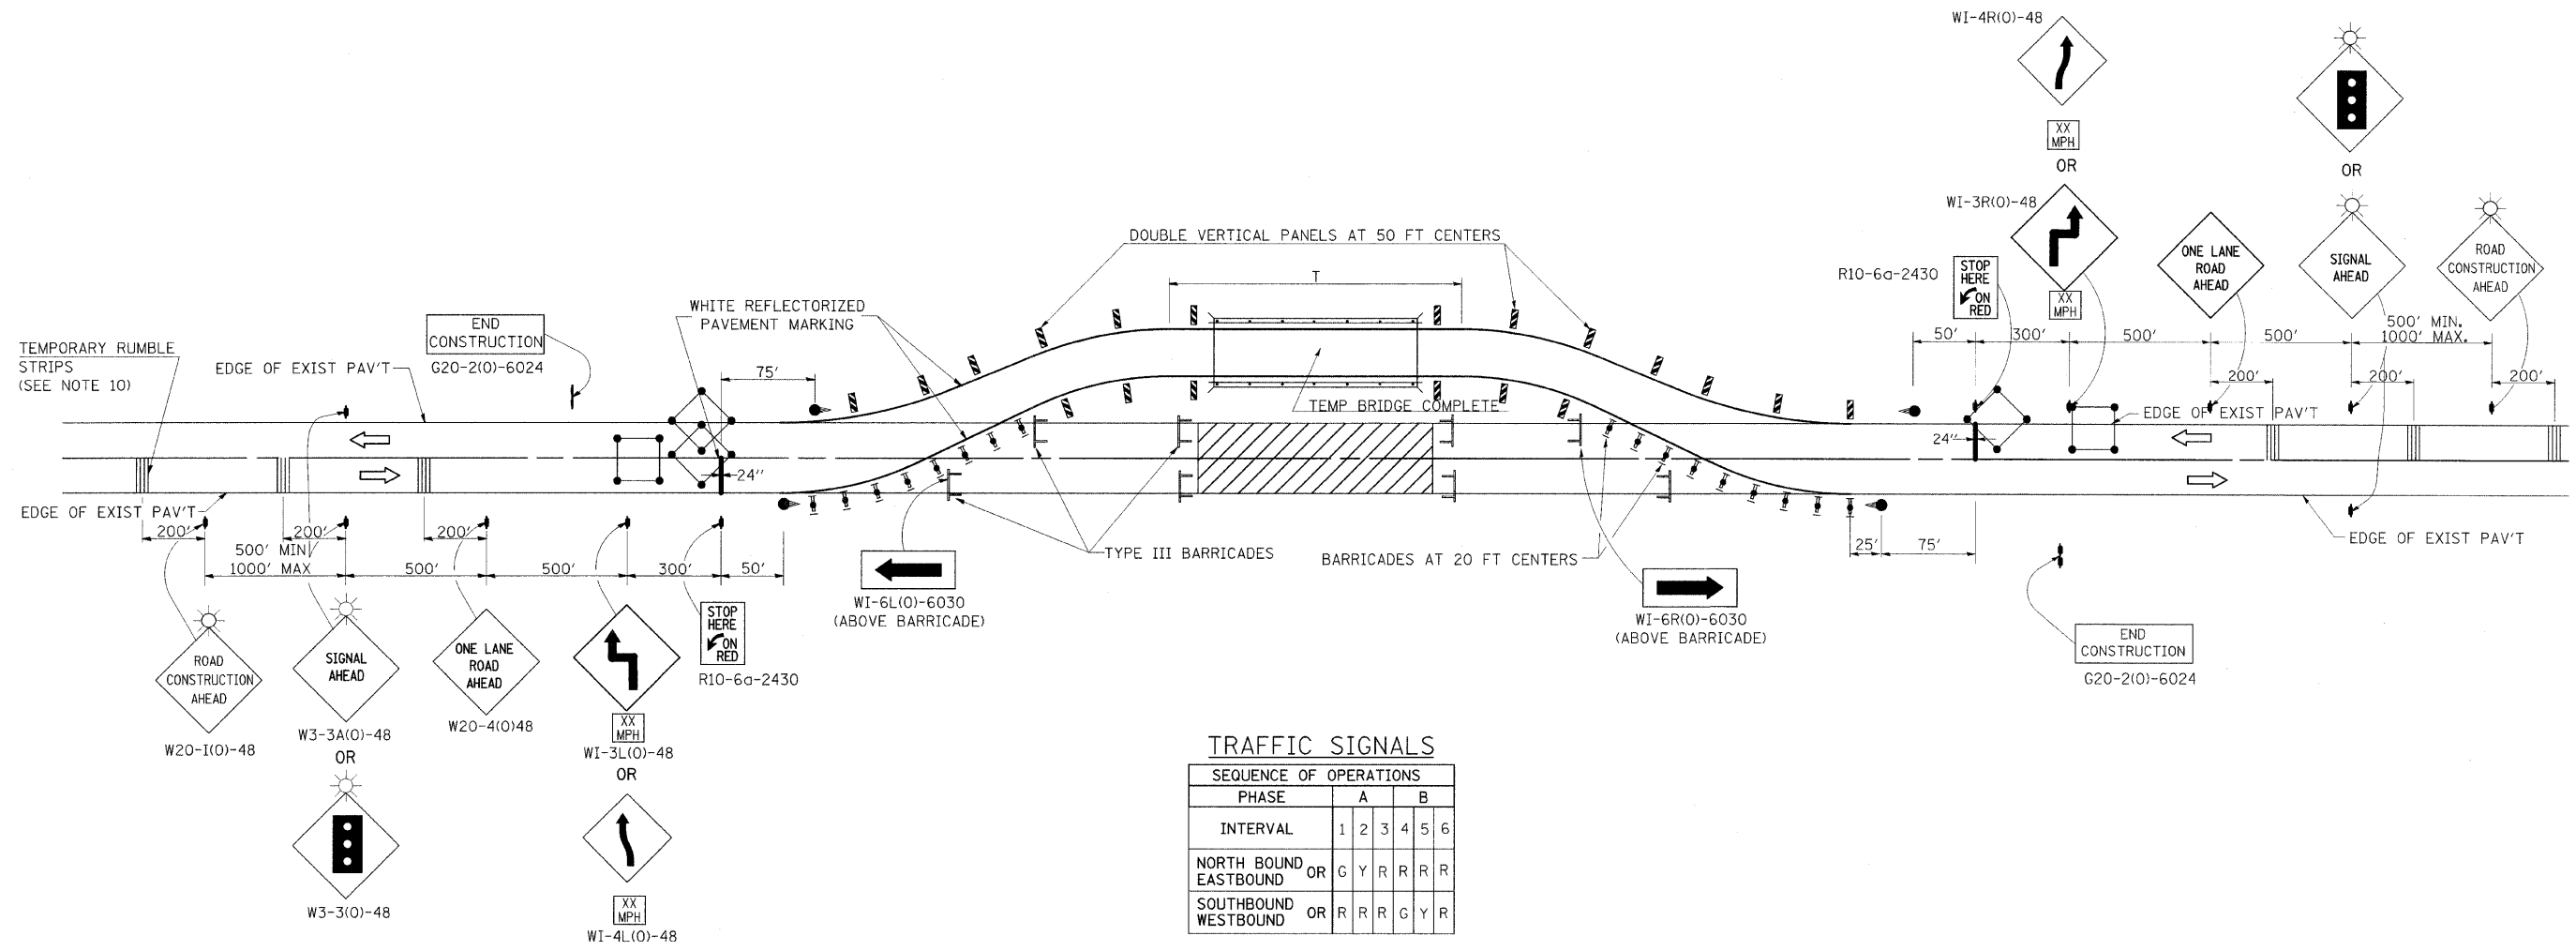 WI-4R(O)-48
XX
MPH
OR
WI-3R(O)-48
XX
MPH
R10-6a-2430
STOP
HERE
ON
RED
ONE LANE
ROAD
AHEAD
OR
SIGNAL
AHEAD
ROAD
CONSTRUCTION
AHEAD
50'
300'
500'
500'
500' MIN.
1000' MAX.
200'
200'
200'
EDGE OF EXIST PAV'T
24"
EDGE OF EXIST PAV'T
25'
75'
END
CONSTRUCTION
G20-2(O)-6024
DOUBLE VERTICAL PANELS AT 50 FT CENTERS
T
TEMP BRIDGE COMPLETE
WHITE REFLECTORIZED
PAVEMENT MARKING
75'
END
CONSTRUCTION
G20-2(O)-6024
TEMPORARY RUMBLE
STRIPS
(SEE NOTE 10)
EDGE OF EXIST PAV'T
24"
EDGE OF EXIST PAV'T
200'
200'
200'
500' MIN
1000' MAX
500'
500'
300'
50'
TYPE III BARRICADES
BARRICADES AT 20 FT CENTERS
WI-6L(O)-6030
(ABOVE BARRICADE)
WI-6R(O)-6030
(ABOVE BARRICADE)
ROAD
CONSTRUCTION
AHEAD
W20-I(O)-48
SIGNAL
AHEAD
W3-3A(O)-48
OR
W3-3(O)-48
ONE LANE
ROAD
AHEAD
W20-4(O)48
XX
MPH
WI-3L(O)-48
OR
XX
MPH
WI-4L(O)-48
STOP
HERE
ON
RED
R10-6a-2430
TRAFFIC SIGNALS
SEQUENCE OF OPERATIONS
PHASE A B
INTERVAL 1 2 3 4 5 6
NORTH BOUND OR
EASTBOUND G Y R R R R
SOUTHBOUND OR
WESTBOUND R R R G Y R